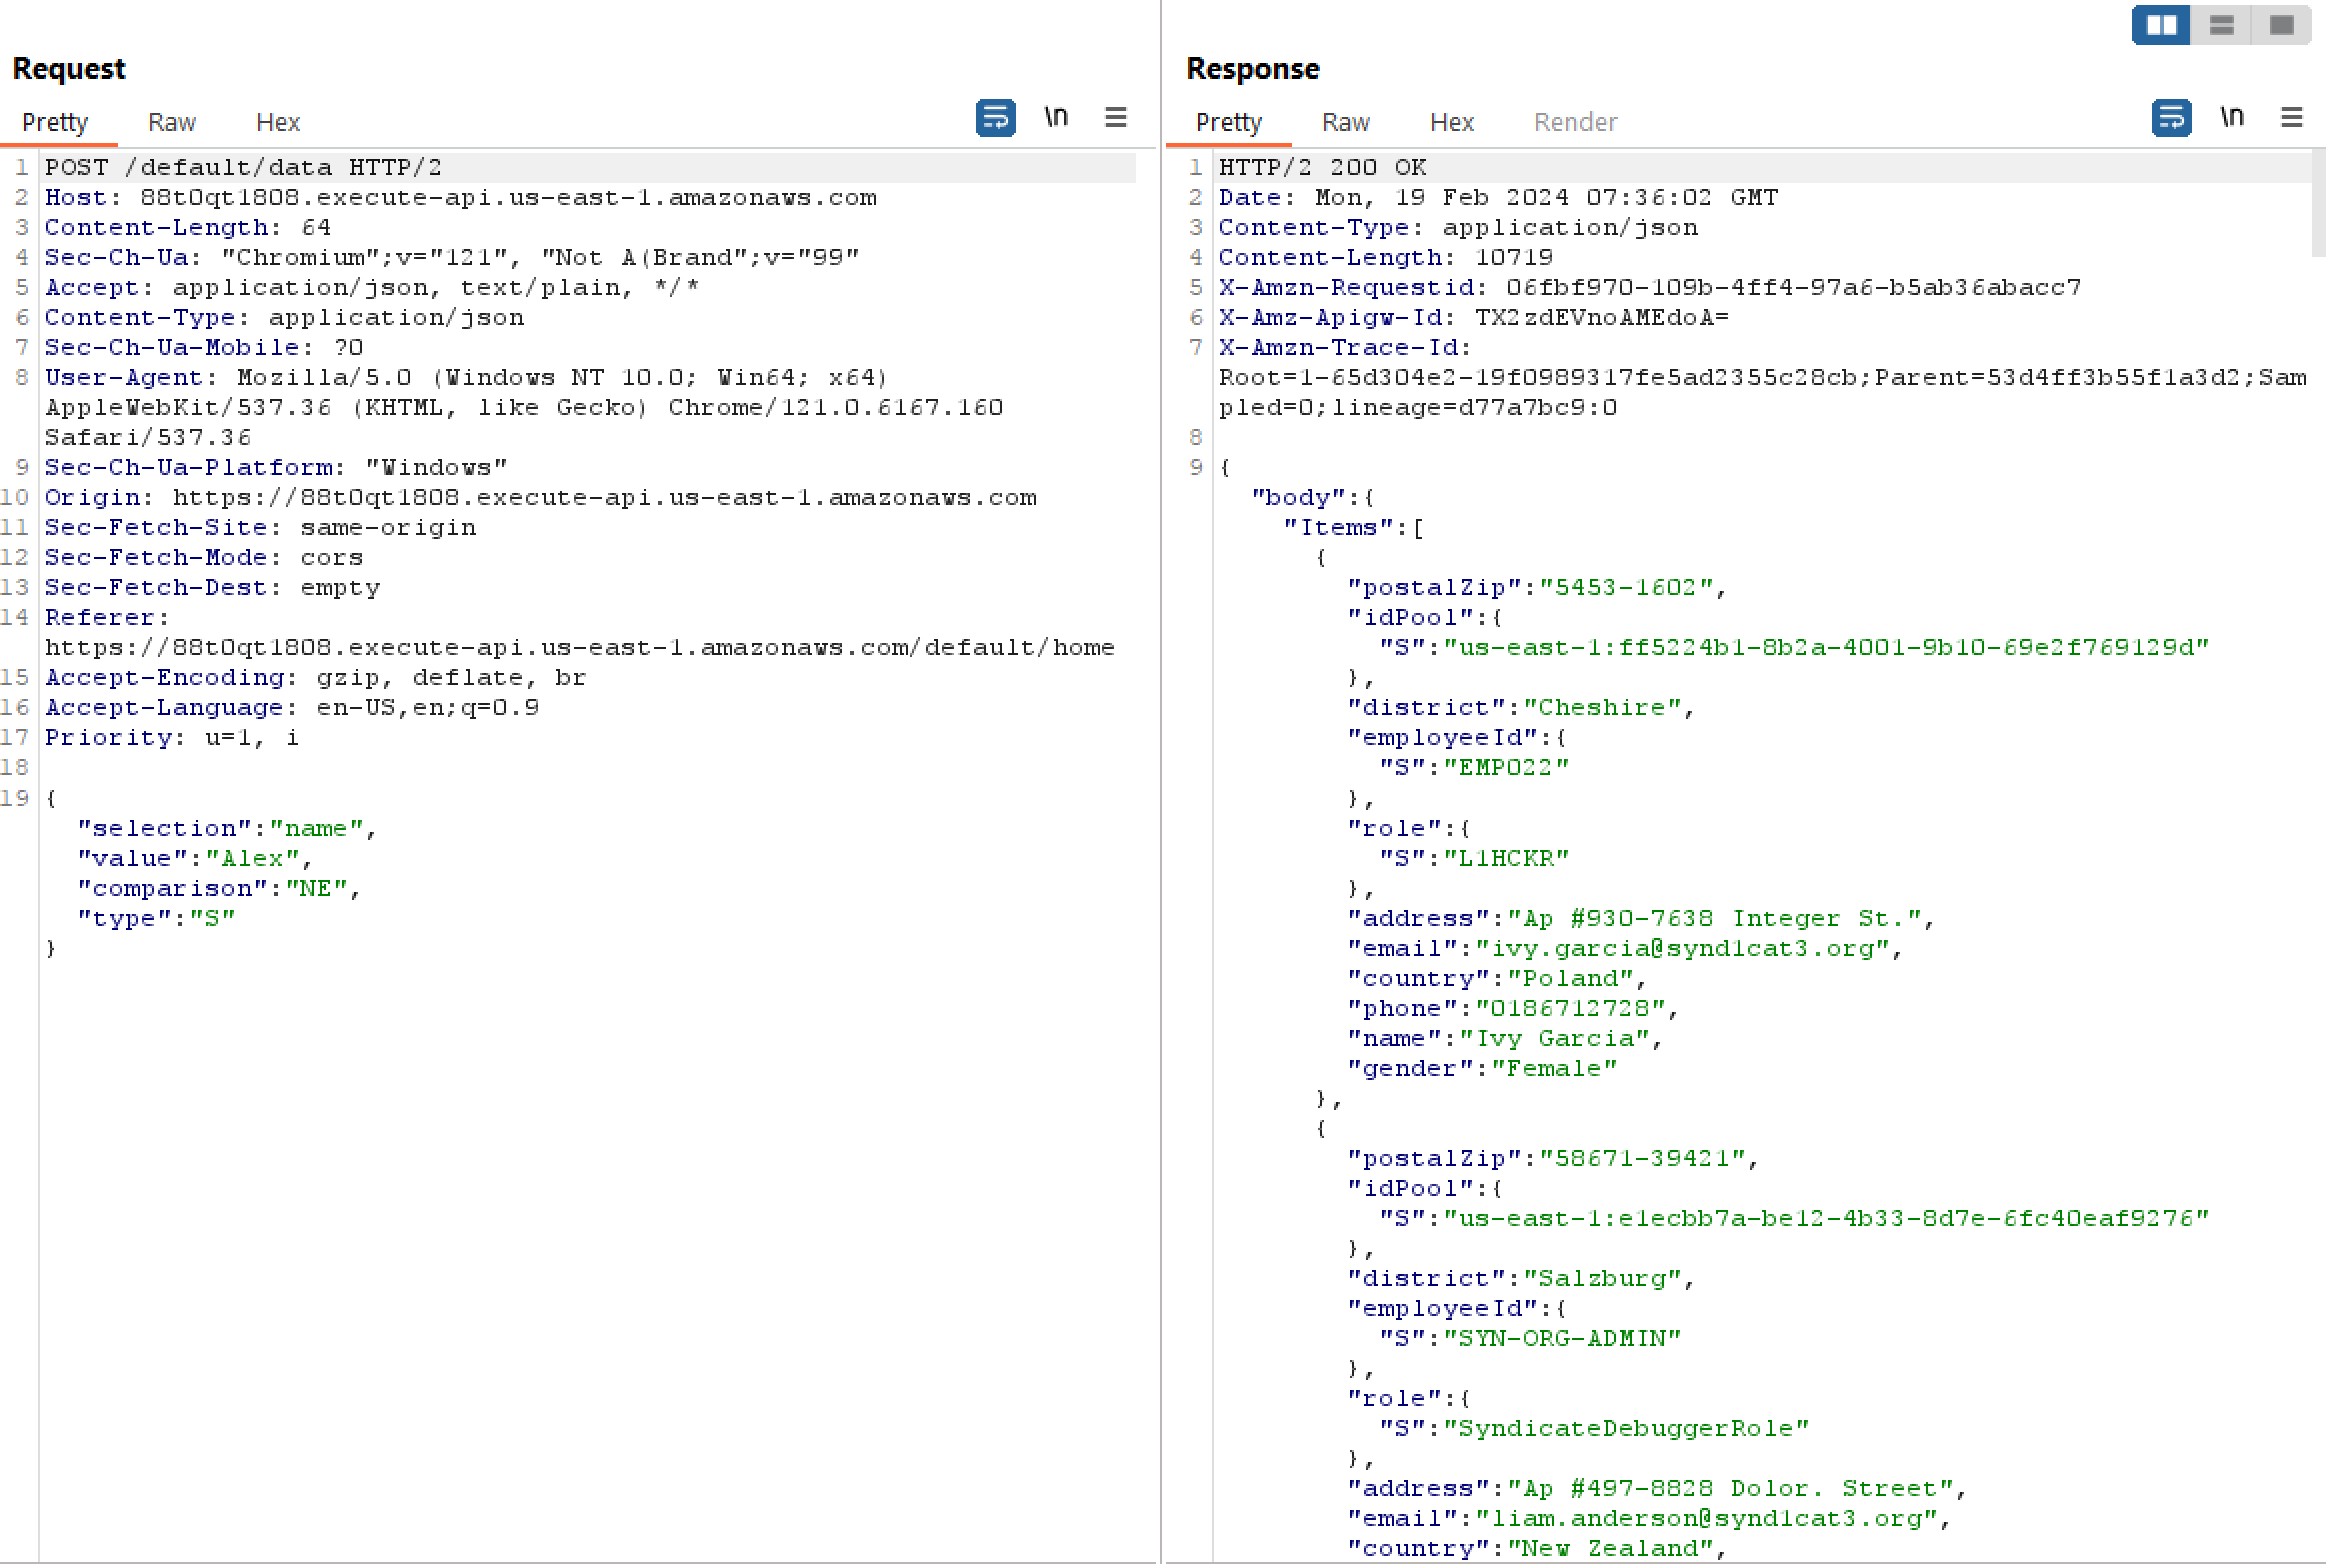 Request
Pretty Raw Hex \n
1 POST /default/data HTTP/2
2 Host: 88t0qt1808.execute-api.us-east-1.amazonaws.com
3 Content-Length: 64
4 Sec-Ch-Ua: "Chromium";v="121", "Not A(Brand";v="99"
5 Accept: application/json, text/plain, */*
6 Content-Type: application/json
7 Sec-Ch-Ua-Mobile: ?0
8 User-Agent: Mozilla/5.0 (Windows NT 10.0; Win64; x64)
AppleWebKit/537.36 (KHTML, like Gecko) Chrome/121.0.6167.160
Safari/537.36
9 Sec-Ch-Ua-Platform: "Windows"
10 Origin: https://88t0qt1808.execute-api.us-east-1.amazonaws.com
11 Sec-Fetch-Site: same-origin
12 Sec-Fetch-Mode: cors
13 Sec-Fetch-Dest: empty
14 Referer:
https://88t0qt1808.execute-api.us-east-1.amazonaws.com/default/home
15 Accept-Encoding: gzip, deflate, br
16 Accept-Language: en-US,en;q=0.9
17 Priority: u=1, i
18
19 {
"selection":"name",
"value":"Alex",
"comparison":"NE",
"type":"S"
}
Response
Pretty Raw Hex Render \n
1 HTTP/2 200 OK
2 Date: Mon, 19 Feb 2024 07:36:02 GMT
3 Content-Type: application/json
4 Content-Length: 10719
5 X-Amzn-Requestid: 06fbf970-109b-4ff4-97a6-b5ab36abacc7
6 X-Amz-Apigw-Id: TX2zdEVnoAMEdoA=
7 X-Amzn-Trace-Id:
Root=1-65d304e2-19f0989317fe5ad2355c28cb;Parent=53d4ff3b55f1a3d2;Sam
pled=0;lineage=d77a7bc9:0
8
9 {
"body":{
"Items":[
{
"postalZip":"5453-1602",
"idPool":{
"S":"us-east-1:ff5224b1-8b2a-4001-9b10-69e2f769129d"
},
"district":"Cheshire",
"employeeId":{
"S":"EMP022"
},
"role":{
"S":"L1HCKR"
},
"address":"Ap #930-7638 Integer St.",
"email":"ivy.garcia@synd1cat3.org",
"country":"Poland",
"phone":"0186712728",
"name":"Ivy Garcia",
"gender":"Female"
},
{
"postalZip":"58671-39421",
"idPool":{
"S":"us-east-1:e1ecbb7a-be12-4b33-8d7e-6fc40eaf9276"
},
"district":"Salzburg",
"employeeId":{
"S":"SYN-ORG-ADMIN"
},
"role":{
"S":"SyndicateDebuggerRole"
},
"address":"Ap #497-8828 Dolor. Street",
"email":"liam.anderson@synd1cat3.org",
"country":"New Zealand",